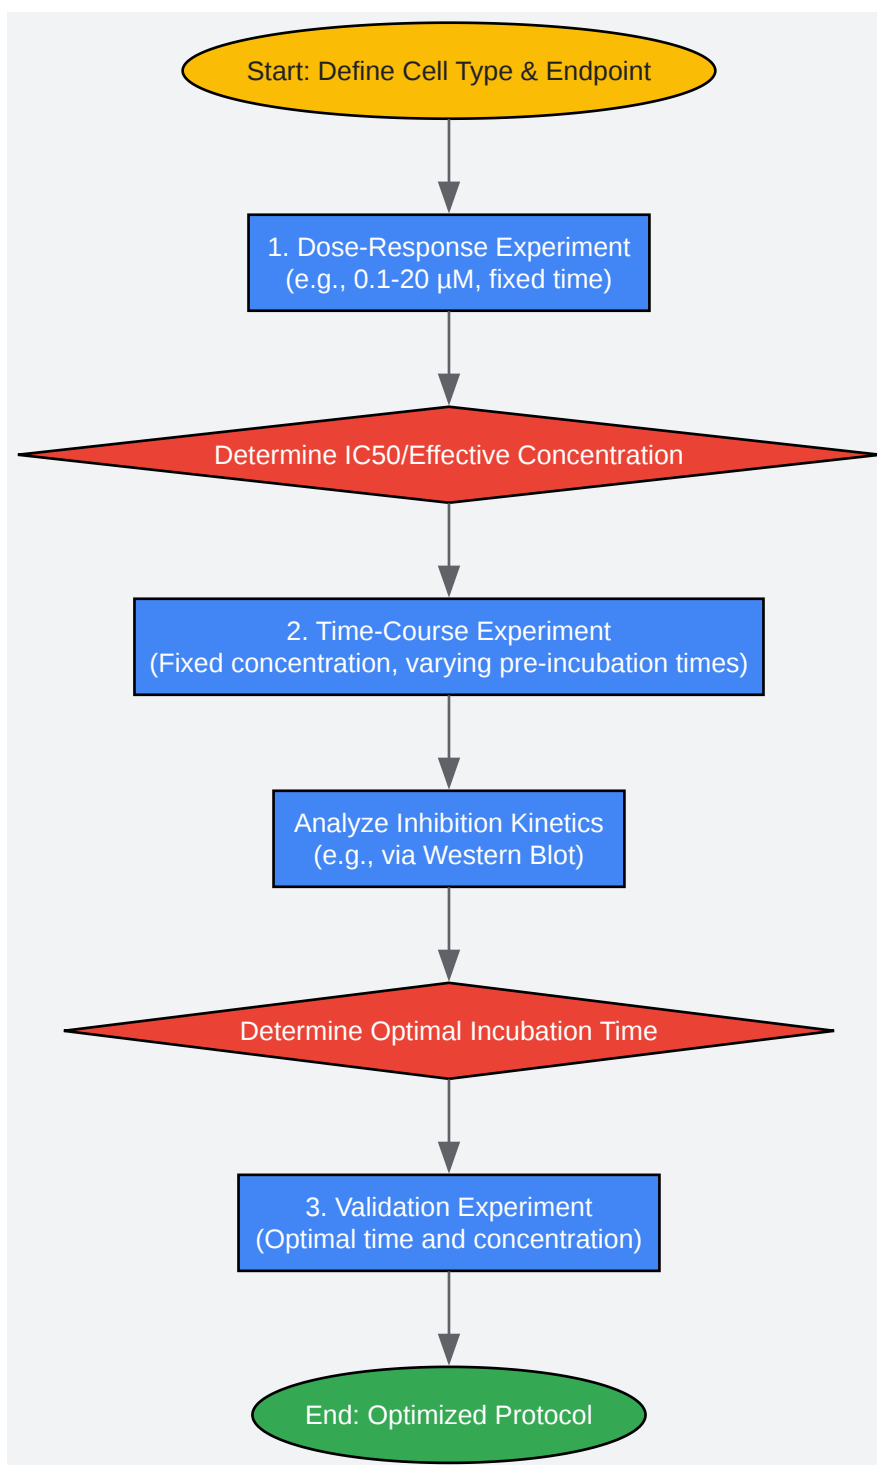 Start: Define Cell Type & Endpoint
1. Dose-Response Experiment
(e.g., 0.1-20 µM, fixed time)
Determine IC50/Effective Concentration
2. Time-Course Experiment
(Fixed concentration, varying pre-incubation times)
Analyze Inhibition Kinetics
(e.g., via Western Blot)
Determine Optimal Incubation Time
3. Validation Experiment
(Optimal time and concentration)
End: Optimized Protocol